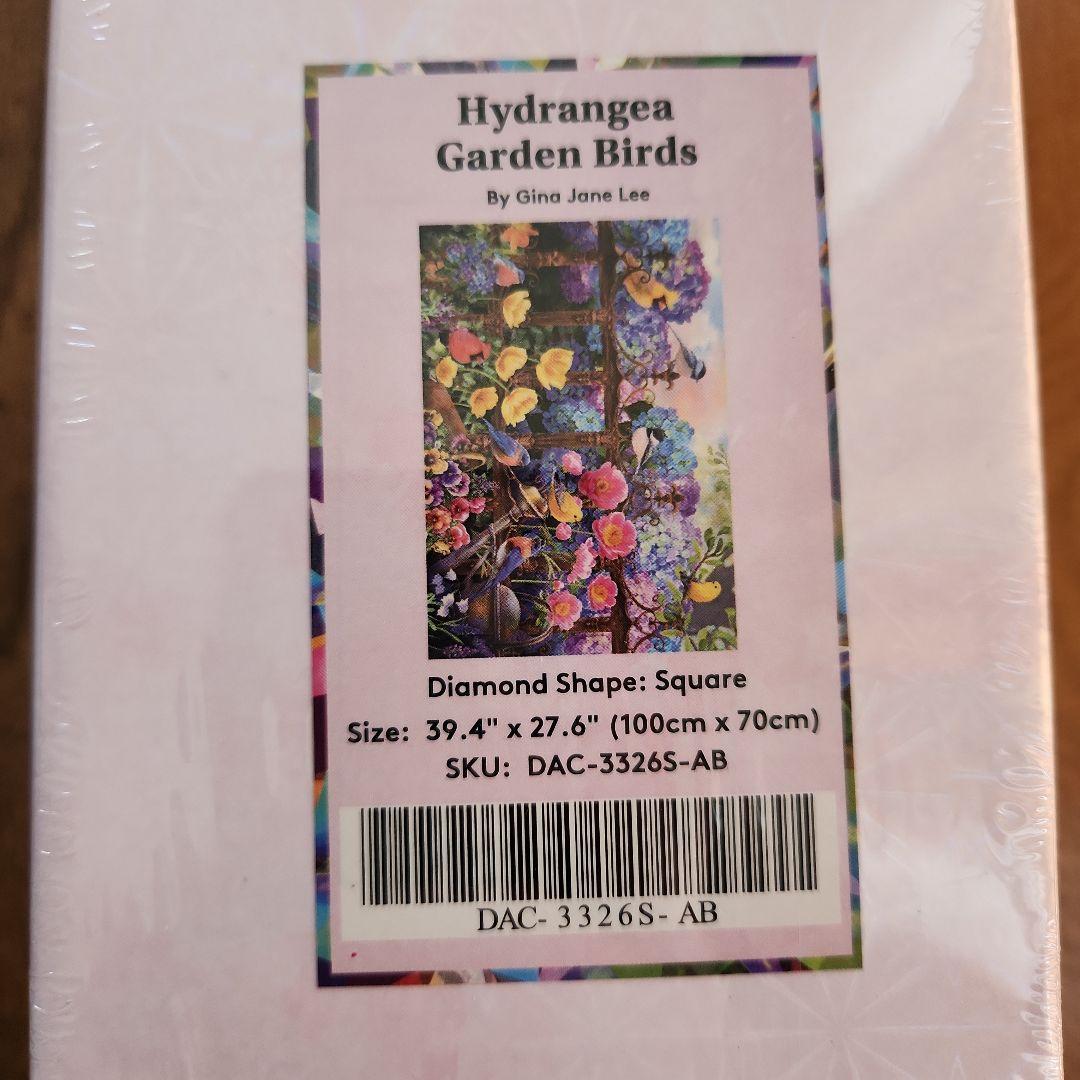 Hydrangea
Garden Birds
By Gina Jane Lee
Diamond Shape: Square
Size: 39.4" x 27.6" (100cm x 70cm)
SKU: DAC-3326S-AB
DAC- 3326S- AB